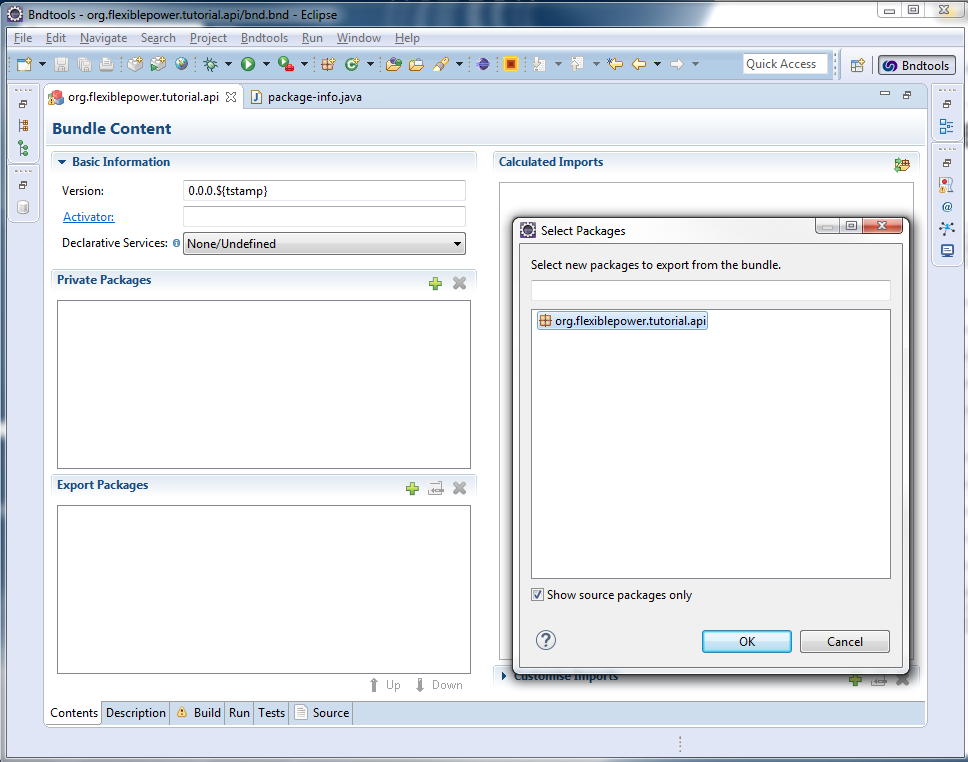 Bndtools - org.flexiblepower.tutorial.api/bnd.bnd - Eclipse
File Edit Navigate Search Project Bndtools Run Window Help
Quick Access
Bndtools
org.flexiblepower.tutorial.api
package-info.java
Bundle Content
Basic Information
Version: 0.0.0.${tstamp}
Activator:
Declarative Services: None/Undefined
Private Packages
Export Packages
Up Down
Calculated Imports
Select Packages
Select new packages to export from the bundle.
org.flexiblepower.tutorial.api
Show source packages only
OK Cancel
Customise Imports
Contents Description Build Run Tests Source